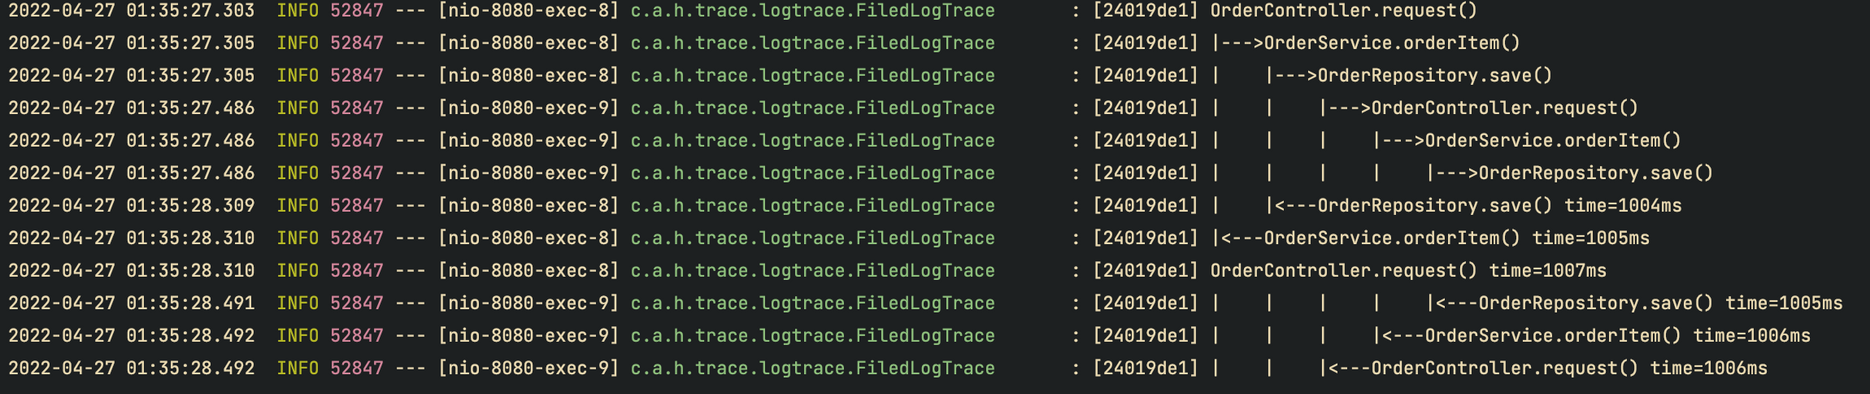 2022-04-27 01:35:27.303  INFO 52847 --- [nio-8080-exec-8] c.a.h.trace.logtrace.FiledLogTrace       : [24019de1] OrderController.request()
2022-04-27 01:35:27.305  INFO 52847 --- [nio-8080-exec-8] c.a.h.trace.logtrace.FiledLogTrace       : [24019de1] |--->OrderService.orderItem()
2022-04-27 01:35:27.305  INFO 52847 --- [nio-8080-exec-8] c.a.h.trace.logtrace.FiledLogTrace       : [24019de1] |    |--->OrderRepository.save()
2022-04-27 01:35:27.486  INFO 52847 --- [nio-8080-exec-9] c.a.h.trace.logtrace.FiledLogTrace       : [24019de1] |    |    |--->OrderController.request()
2022-04-27 01:35:27.486  INFO 52847 --- [nio-8080-exec-9] c.a.h.trace.logtrace.FiledLogTrace       : [24019de1] |    |    |    |--->OrderService.orderItem()
2022-04-27 01:35:27.486  INFO 52847 --- [nio-8080-exec-9] c.a.h.trace.logtrace.FiledLogTrace       : [24019de1] |    |    |    |    |--->OrderRepository.save()
2022-04-27 01:35:28.309  INFO 52847 --- [nio-8080-exec-8] c.a.h.trace.logtrace.FiledLogTrace       : [24019de1] |    |<---OrderRepository.save() time=1004ms
2022-04-27 01:35:28.310  INFO 52847 --- [nio-8080-exec-8] c.a.h.trace.logtrace.FiledLogTrace       : [24019de1] |<---OrderService.orderItem() time=1005ms
2022-04-27 01:35:28.310  INFO 52847 --- [nio-8080-exec-8] c.a.h.trace.logtrace.FiledLogTrace       : [24019de1] OrderController.request() time=1007ms
2022-04-27 01:35:28.491  INFO 52847 --- [nio-8080-exec-9] c.a.h.trace.logtrace.FiledLogTrace       : [24019de1] |    |    |    |    |<---OrderRepository.save() time=1005ms
2022-04-27 01:35:28.492  INFO 52847 --- [nio-8080-exec-9] c.a.h.trace.logtrace.FiledLogTrace       : [24019de1] |    |    |    |<---OrderService.orderItem() time=1006ms
2022-04-27 01:35:28.492  INFO 52847 --- [nio-8080-exec-9] c.a.h.trace.logtrace.FiledLogTrace       : [24019de1] |    |    |<---OrderController.request() time=1006ms